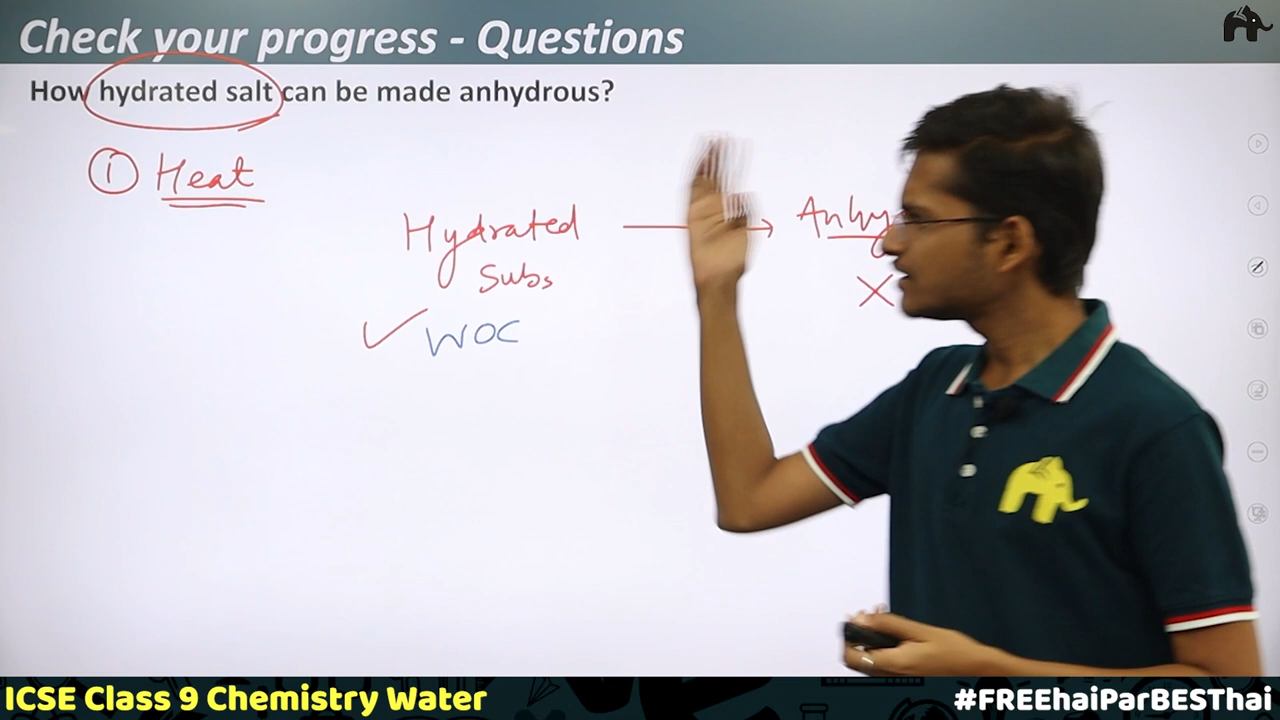 Check your progress - Questions
How hydrated salt can be made anhydrous?
① Heat
Hydrated → Anhy
Subs ×
✓ WOC
ICSE Class 9 Chemistry Water
#FREEhaiParBESThai